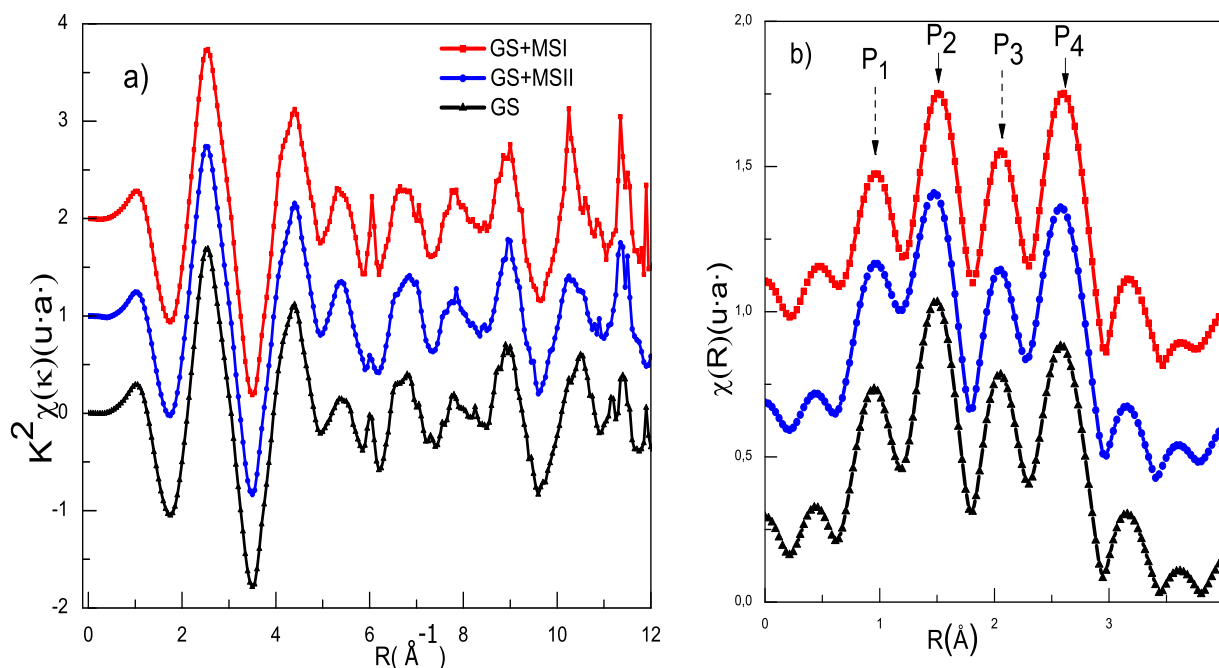 a)
GS+MSI
GS+MSII
GS
4
3
2
1
0
-1
-2
K² χ(κ)(u·a·)
0 2 4 6 8 10 12
R( Å⁻¹)
b)
P₁ P₂ P₃ P₄
2,0
1,5
1,0
0,5
0,0
χ(R)(u·a·)
0 1 2 3
R(Å)